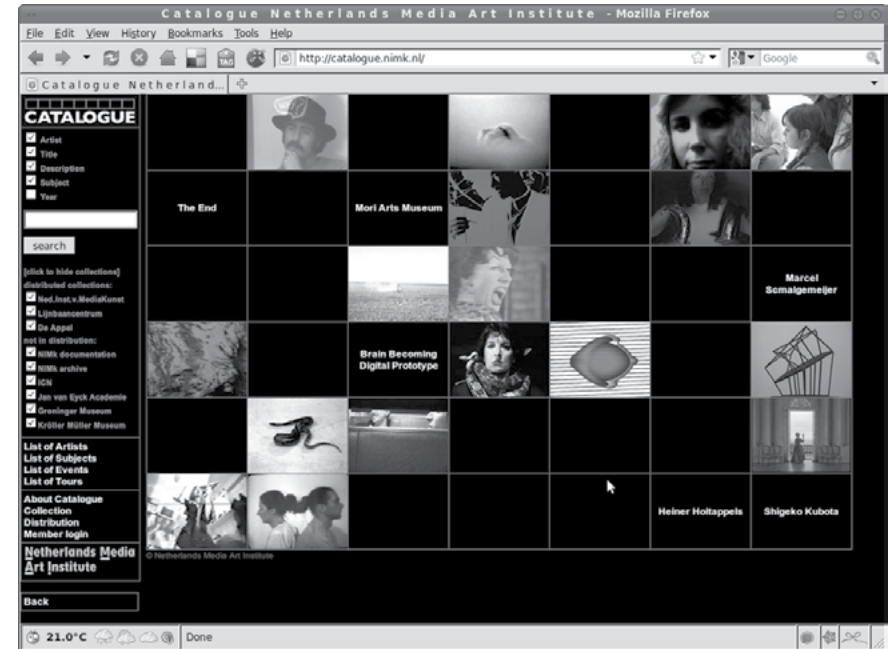 Catalogue Netherlands Media Art Institute - Mozilla Firefox
File Edit View History Bookmarks Tools Help
TAG
http://catalogue.nimk.nl/
Google
Catalogue Netherland...
CATALOGUE
Artist
Title
Description
Subject
Year
search
[click to hide collections]
distributed collections:
Ned.Inst.v.MediaKunst
Lijnbaancentrum
De Appel
not in distribution:
NIMk documentation
NIMk archive
ICN
Jan van Eyck Academie
Groninger Museum
Kröller Müller Museum
List of Artists
List of Subjects
List of Events
List of Tours
About Catalogue
Collection
Distribution
Member login
Netherlands Media
Art Institute
Back
The End
Mori Arts Museum
Marcel
Scmalgemeijer
Brain Becoming
Digital Prototype
Heiner Holtappels
Shigeko Kubota
© Netherlands Media Art Institute
21.0°C
Done